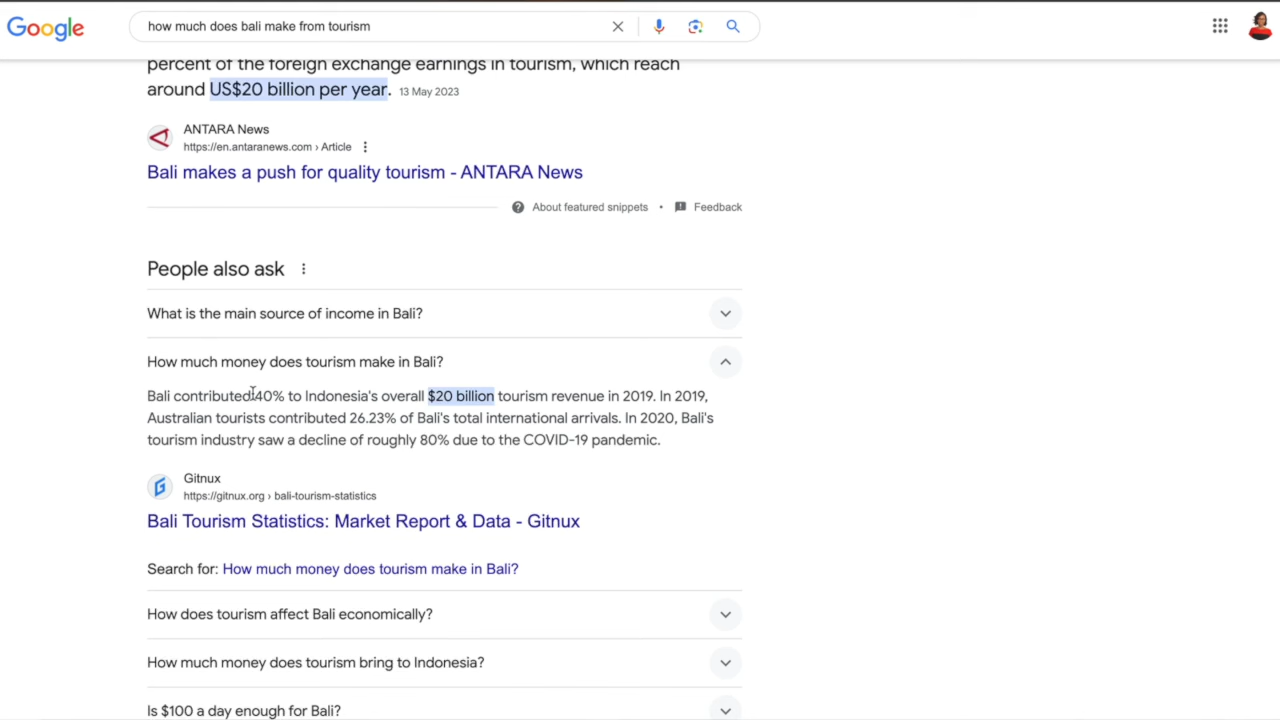 Google
how much does bali make from tourism
percent of the foreign exchange earnings in tourism, which reach
around US$20 billion per year. 13 May 2023
ANTARA News
https://en.antaranews.com › Article
Bali makes a push for quality tourism - ANTARA News
About featured snippets • Feedback
People also ask
What is the main source of income in Bali?
How much money does tourism make in Bali?
Bali contributed 40% to Indonesia's overall $20 billion tourism revenue in 2019. In 2019,
Australian tourists contributed 26.23% of Bali's total international arrivals. In 2020, Bali's
tourism industry saw a decline of roughly 80% due to the COVID-19 pandemic.
Gitnux
https://gitnux.org › bali-tourism-statistics
Bali Tourism Statistics: Market Report & Data - Gitnux
Search for: How much money does tourism make in Bali?
How does tourism affect Bali economically?
How much money does tourism bring to Indonesia?
Is $100 a day enough for Bali?